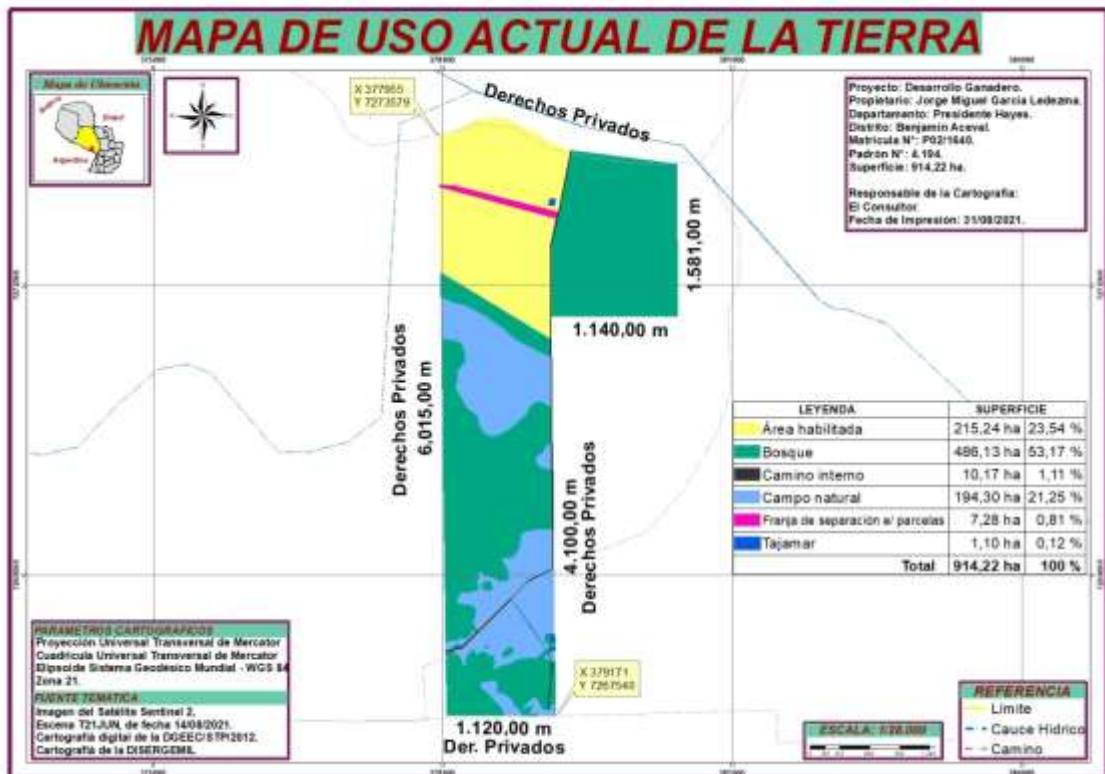 MAPA DE USO ACTUAL DE LA TIERRA
Mapa de Ubicación
Brasil
Argentina
X 377955
Y 7273579
Derechos Privados
Proyecto: Desarrollo Ganadero.
Propietario: Jorge Miguel García Ledezma.
Departamento: Presidente Hayes.
Distrito: Benjamín Aceval.
Matricula N°: P02/1640.
Padrón N°: 4.194.
Superficie: 914,22 ha.
Responsable de la Cartografía:
El Consultor.
Fecha de Impresión: 31/08/2021.
1.581,00 m
1.140,00 m
Derechos Privados
6,015,00 m
4.100,00 m
Derechos Privados
LEYENDA SUPERFICIE
Área habilitada 215,24 ha 23,54 %
Bosque 486,13 ha 53,17 %
Camino interno 10,17 ha 1,11 %
Campo natural 194,30 ha 21,25 %
Franja de separación e/ parcelas 7,28 ha 0,81 %
Tajamar 1,10 ha 0,12 %
Total 914,22 ha 100 %
PARAMETROS CARTOGRAFICOS
Proyección Universal Transversal de Mercator
Cuadricula Universal Transversal de Mercator
Elipsoide Sistema Geodésico Mundial - WGS 84
Zona 21.
FUENTE TEMATICA
Imagen del Satélite Sentinel 2.
Escena T21JUN, de fecha 14/08/2021.
Cartografía digital de la DGEEC/STP/2012.
Cartografía de la DISERGEMIL.
X 379171
Y 7267540
1.120,00 m
Der. Privados
ESCALA: 1/28.000
REFERENCIA
Límite
Cauce Hídrico
Camino